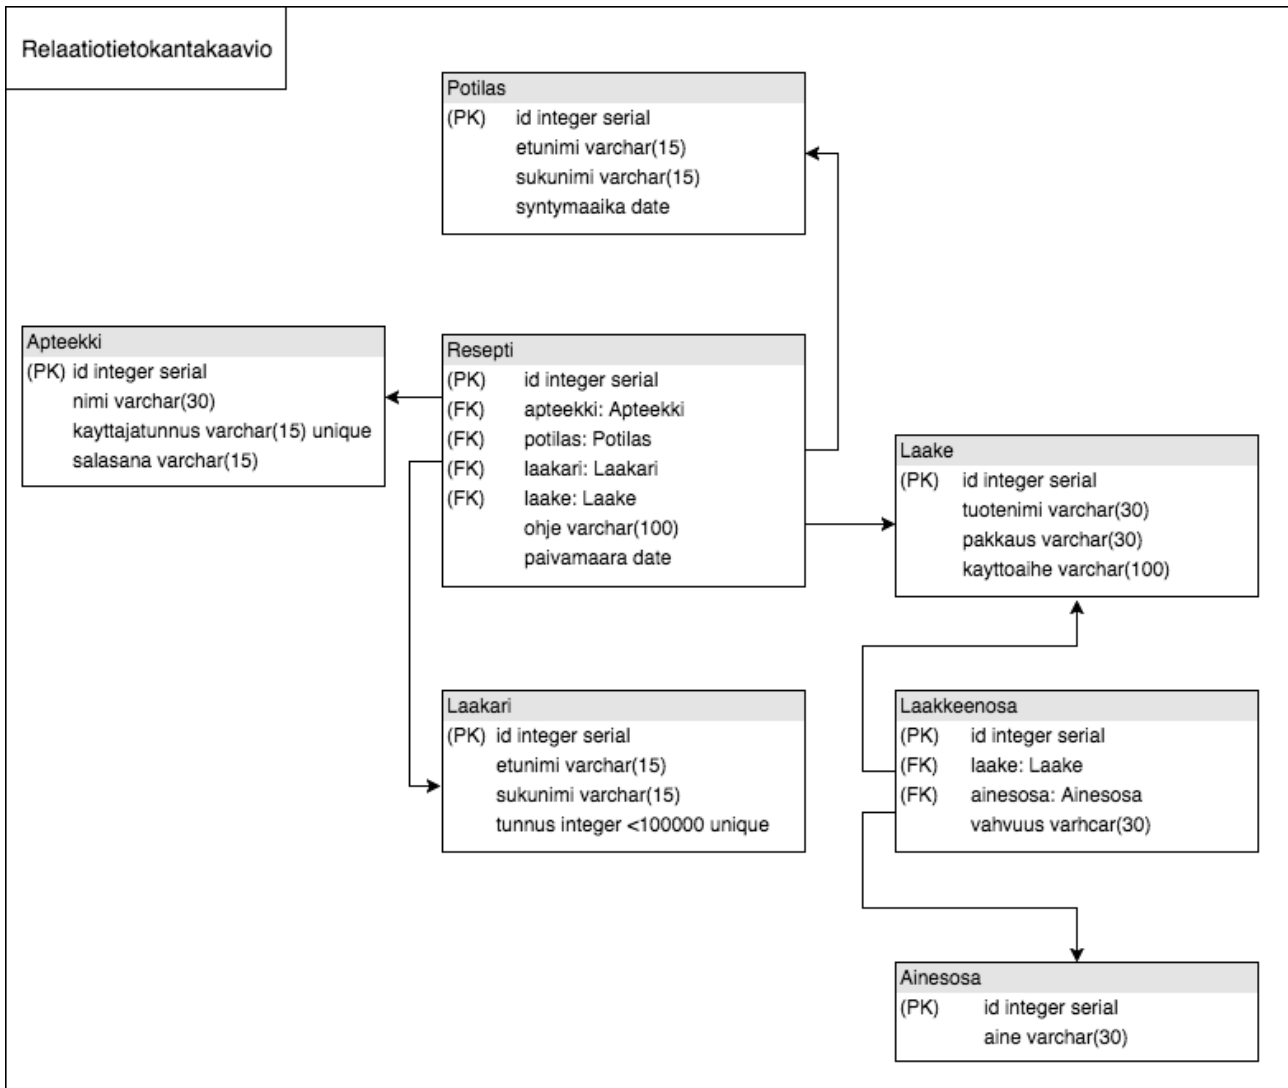 Relaatiotietokantakaavio
Potilas
(PK) id integer serial
etunimi varchar(15)
sukunimi varchar(15)
syntymaaika date
Apteekki
(PK) id integer serial
nimi varchar(30)
kayttajatunnus varchar(15) unique
salasana varchar(15)
Resepti
(PK) id integer serial
(FK) apteekki: Apteekki
(FK) potilas: Potilas
(FK) laakari: Laakari
(FK) laake: Laake
ohje varchar(100)
paivamaara date
Laake
(PK) id integer serial
tuotenimi varchar(30)
pakkaus varchar(30)
kayttoaihe varchar(100)
Laakari
(PK) id integer serial
etunimi varchar(15)
sukunimi varchar(15)
tunnus integer <100000 unique
Laakkeenosa
(PK) id integer serial
(FK) laake: Laake
(FK) ainesosa: Ainesosa
vahvuus varhcar(30)
Ainesosa
(PK) id integer serial
aine varchar(30)